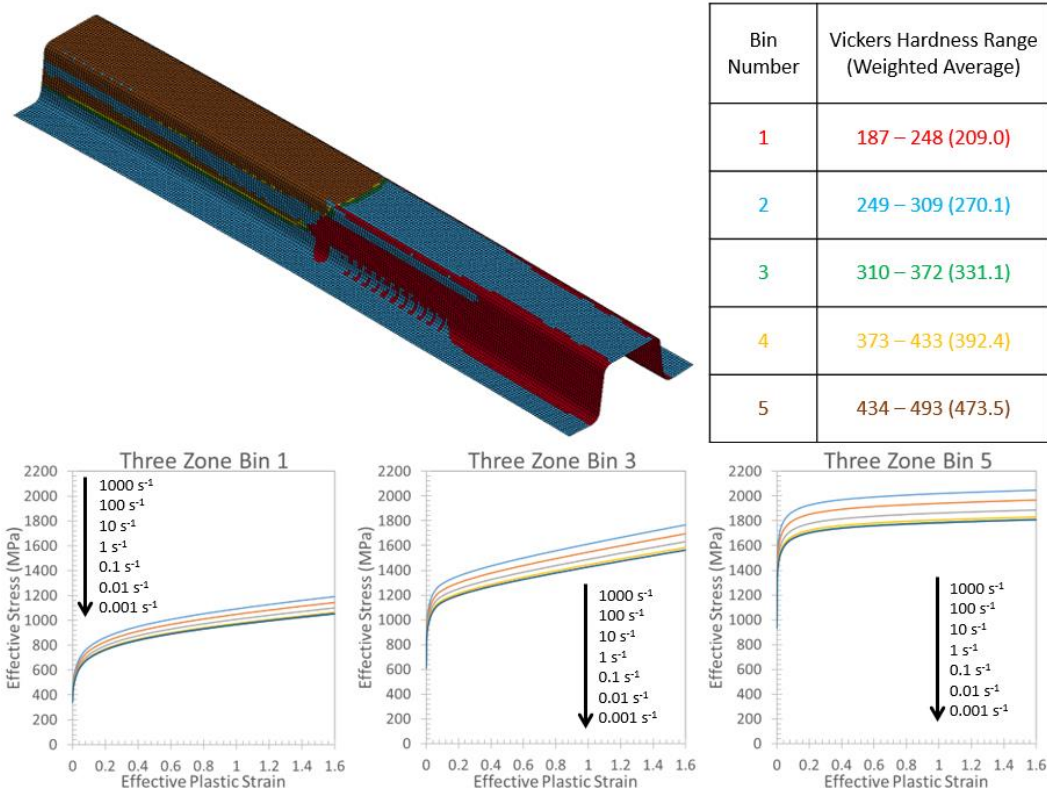 Bin Number
Vickers Hardness Range (Weighted Average)
1
187 – 248 (209.0)
2
249 – 309 (270.1)
3
310 – 372 (331.1)
4
373 – 433 (392.4)
5
434 – 493 (473.5)
Three Zone Bin 1
Effective Stress (MPa)
2200
2000
1800
1600
1400
1200
1000
800
600
400
200
0
1000 s⁻¹
100 s⁻¹
10 s⁻¹
1 s⁻¹
0.1 s⁻¹
0.01 s⁻¹
0.001 s⁻¹
0 0.2 0.4 0.6 0.8 1 1.2 1.4 1.6
Effective Plastic Strain
Three Zone Bin 3
Effective Stress (MPa)
2200
2000
1800
1600
1400
1200
1000
800
600
400
200
0
1000 s⁻¹
100 s⁻¹
10 s⁻¹
1 s⁻¹
0.1 s⁻¹
0.01 s⁻¹
0.001 s⁻¹
0 0.2 0.4 0.6 0.8 1 1.2 1.4 1.6
Effective Plastic Strain
Three Zone Bin 5
Effective Stress (MPa)
2200
2000
1800
1600
1400
1200
1000
800
600
400
200
0
1000 s⁻¹
100 s⁻¹
10 s⁻¹
1 s⁻¹
0.1 s⁻¹
0.01 s⁻¹
0.001 s⁻¹
0 0.2 0.4 0.6 0.8 1 1.2 1.4 1.6
Effective Plastic Strain